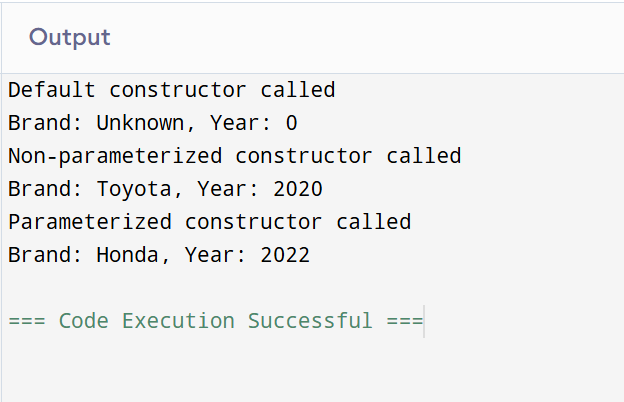 Output
Default constructor called
Brand: Unknown, Year: 0
Non-parameterized constructor called
Brand: Toyota, Year: 2020
Parameterized constructor called
Brand: Honda, Year: 2022
=== Code Execution Successful ===